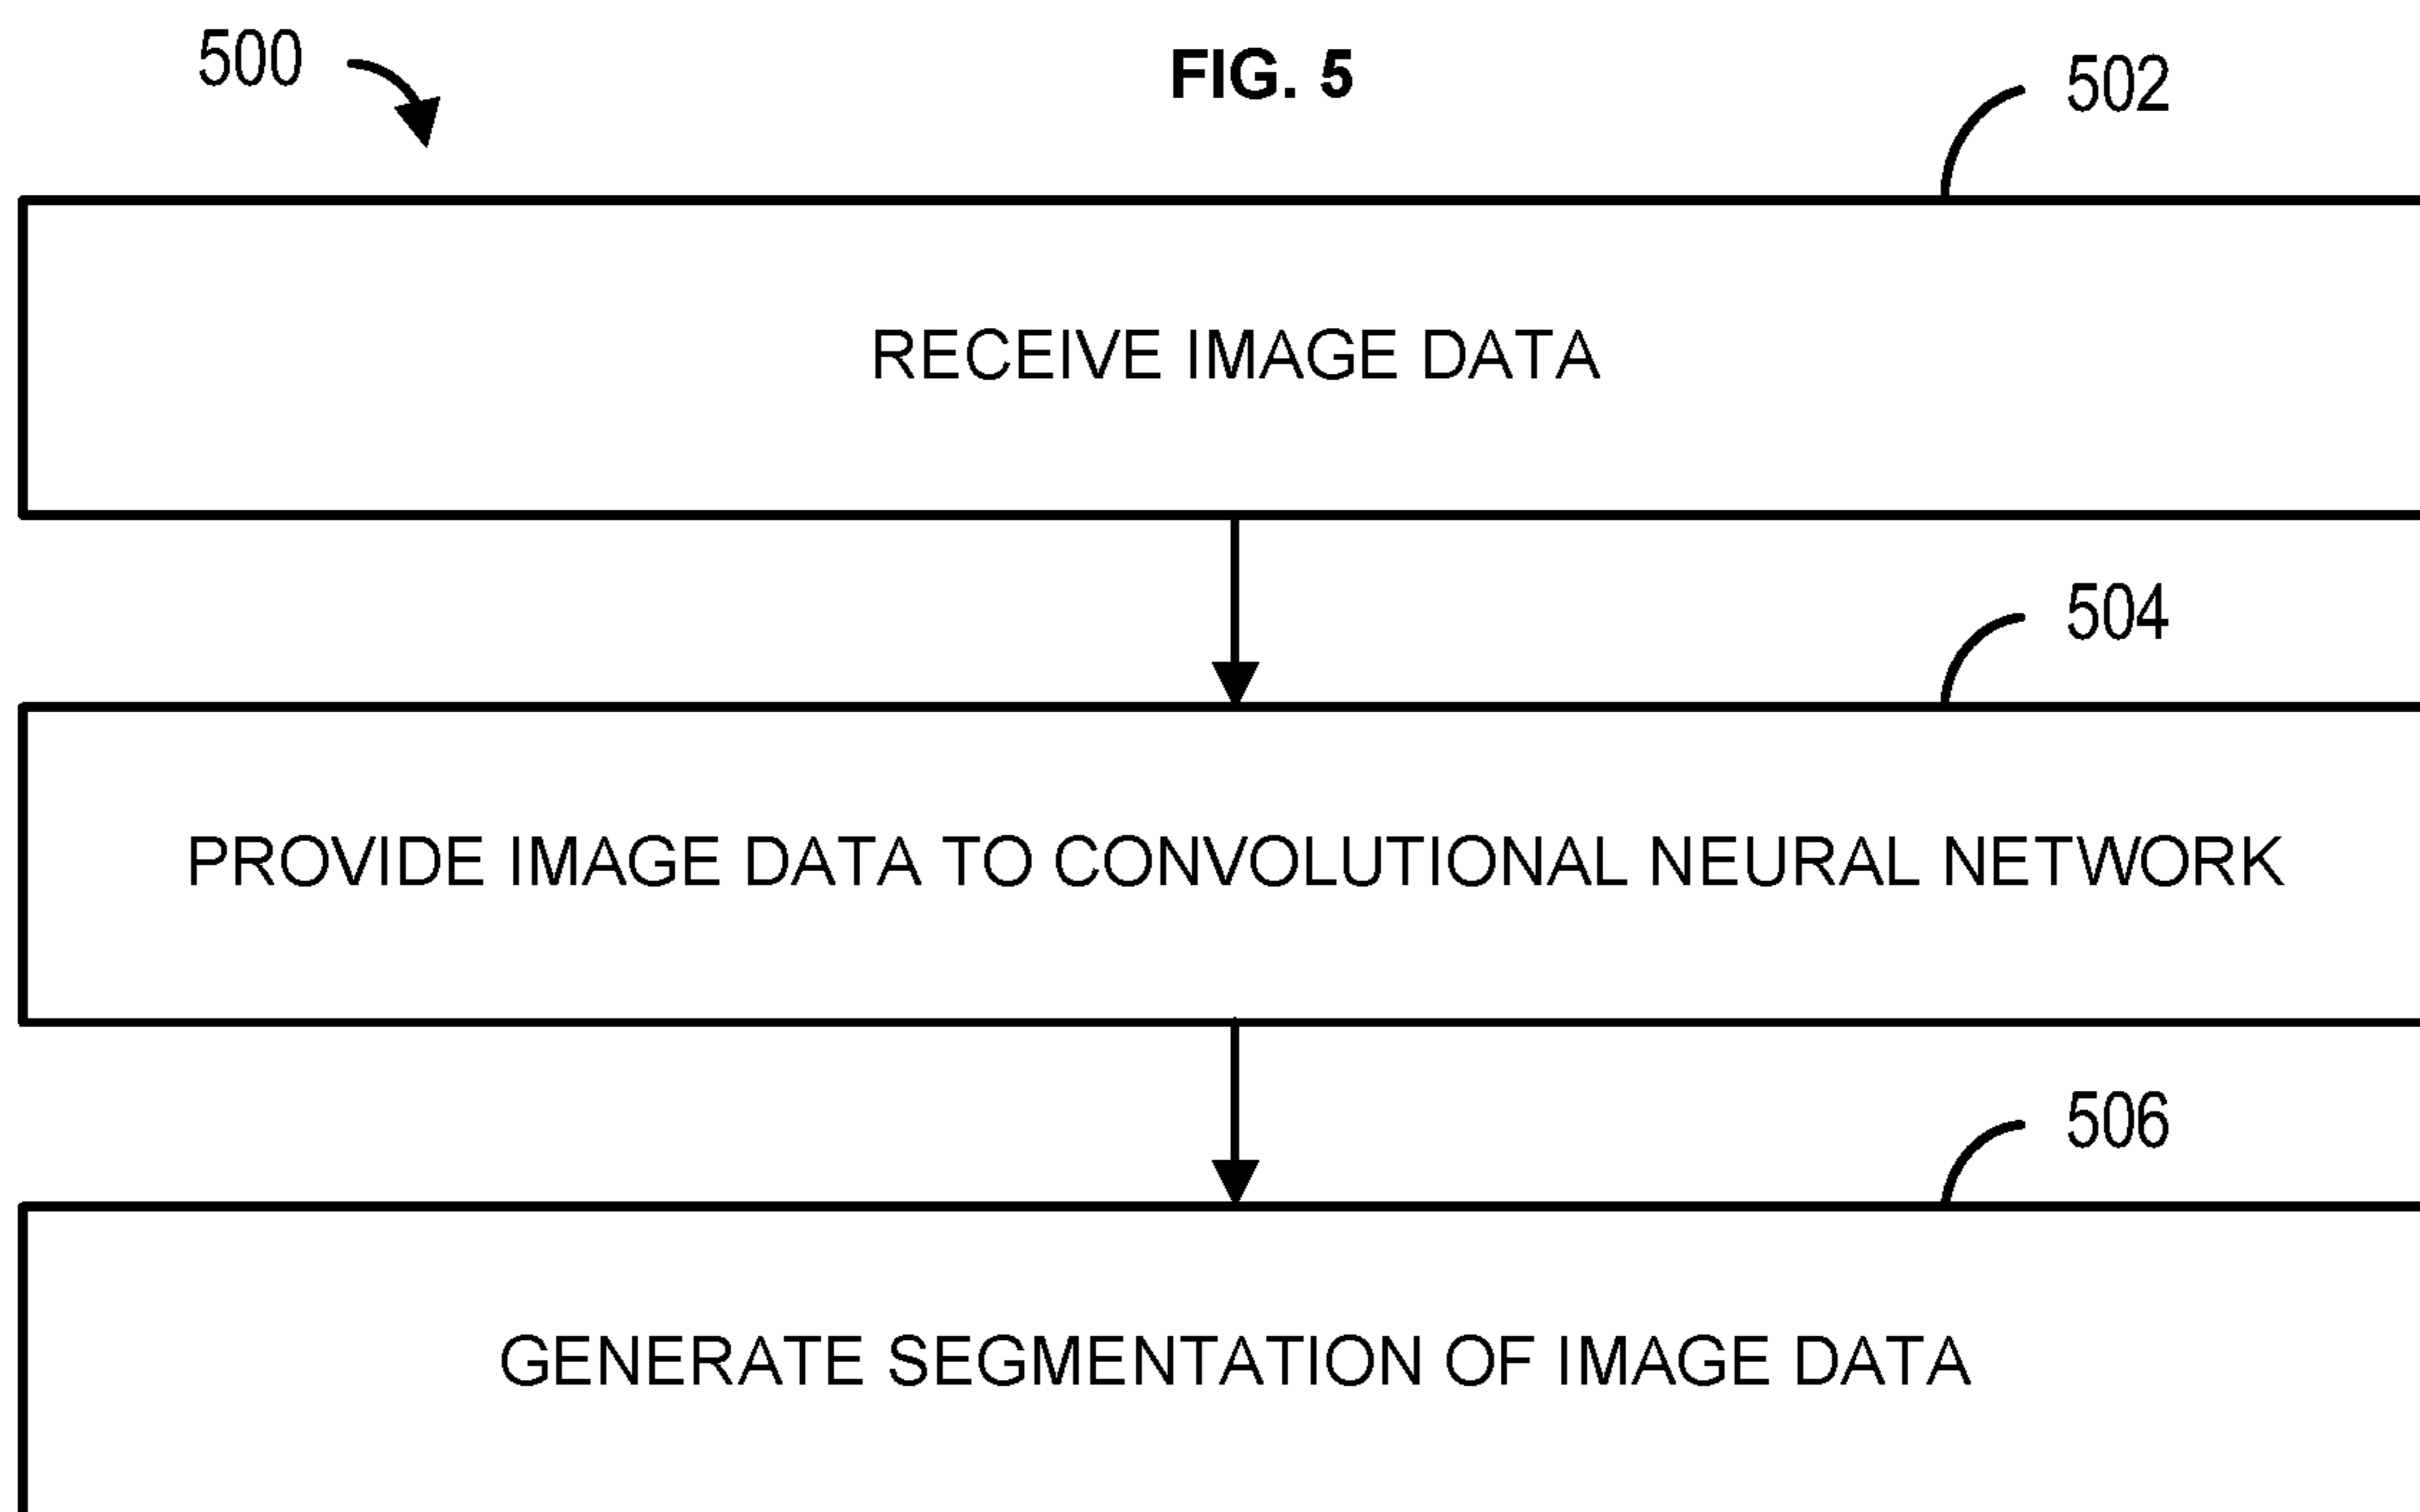 500
FIG. 5
502
RECEIVE IMAGE DATA
504
PROVIDE IMAGE DATA TO CONVOLUTIONAL NEURAL NETWORK
506
GENERATE SEGMENTATION OF IMAGE DATA